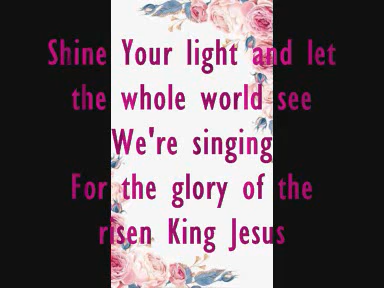 Shine Your light and let
the whole world see
We're singing
For the glory of the
risen King Jesus